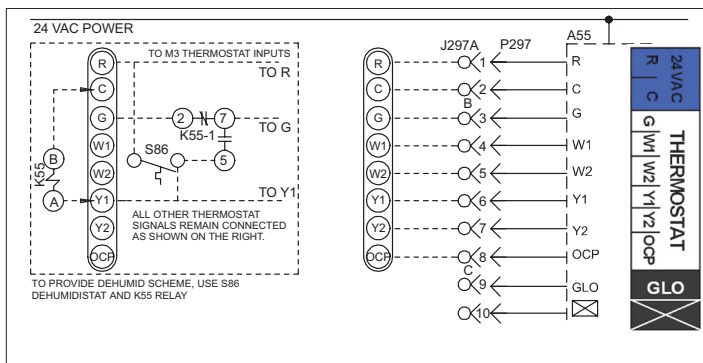 24 VAC POWER
TO M3 THERMOSTAT INPUTS
R
TO R
C
G
2
7
TO G
K55-1
B
K55
A
S86
5
W1
W2
Y1
TO Y1
Y2
OCP
ALL OTHER THERMOSTAT
SIGNALS REMAIN CONNECTED
AS SHOWN ON THE RIGHT.
TO PROVIDE DEHUMID SCHEME, USE S86
DEHUMIDISTAT AND K55 RELAY
J297A
P297
A55
R
1
R
C
2
C
B
G
3
G
W1
4
W1
W2
5
W2
Y1
6
Y1
Y2
7
Y2
OCP
8
OCP
C
9
GLO
10
24VAC
R
C
THERMOSTAT
G
W1
W2
Y1
Y2
OCP
GLO